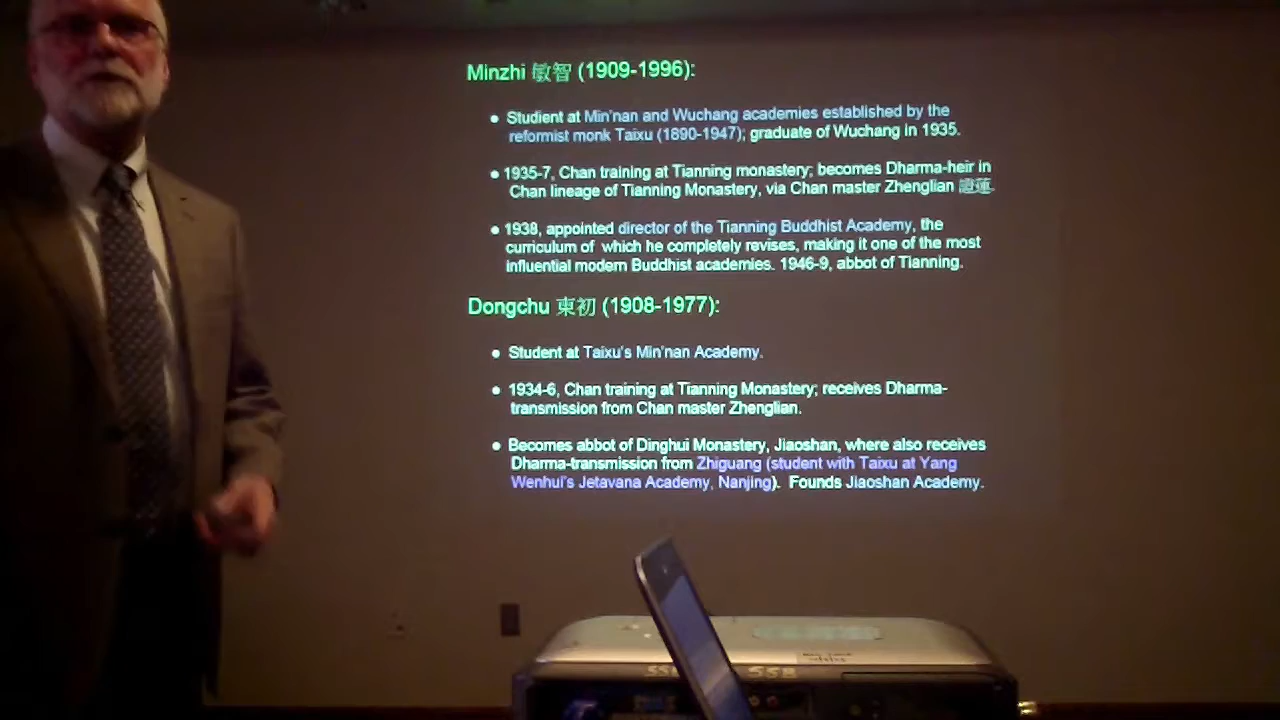 Minzhi 敏智 (1909-1996):
• Studient at Min'nan and Wuchang academies established by the
reformist monk Taixu (1890-1947); graduate of Wuchang in 1935.
• 1935-7, Chan training at Tianning monastery; becomes Dharma-heir in
Chan lineage of Tianning Monastery, via Chan master Zhenglian 證蓮.
• 1938, appointed director of the Tianning Buddhist Academy, the
curriculum of which he completely revises, making it one of the most
influential modern Buddhist academies. 1946-9, abbot of Tianning.
Dongchu 東初 (1908-1977):
• Student at Taixu's Min'nan Academy.
• 1934-6, Chan training at Tianning Monastery; receives Dharma-
transmission from Chan master Zhenglian.
• Becomes abbot of Dinghui Monastery, Jiaoshan, where also receives
Dharma-transmission from Zhiguang (student with Taixu at Yang
Wenhui's Jetavana Academy, Nanjing). Founds Jiaoshan Academy.
SSB